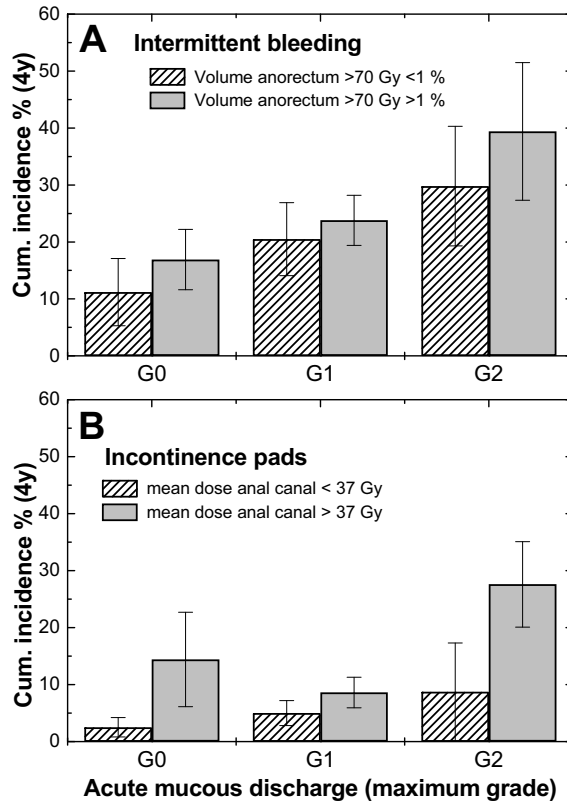 A Intermittent bleeding
Volume anorectum >70 Gy <1 %
Volume anorectum >70 Gy >1 %
Cum. incidence % (4y)
60
50
40
30
20
10
0
G0 G1 G2
B
Incontinence pads
mean dose anal canal < 37 Gy
mean dose anal canal > 37 Gy
Cum. incidence % (4y)
60
50
40
30
20
10
0
G0 G1 G2
Acute mucous discharge (maximum grade)